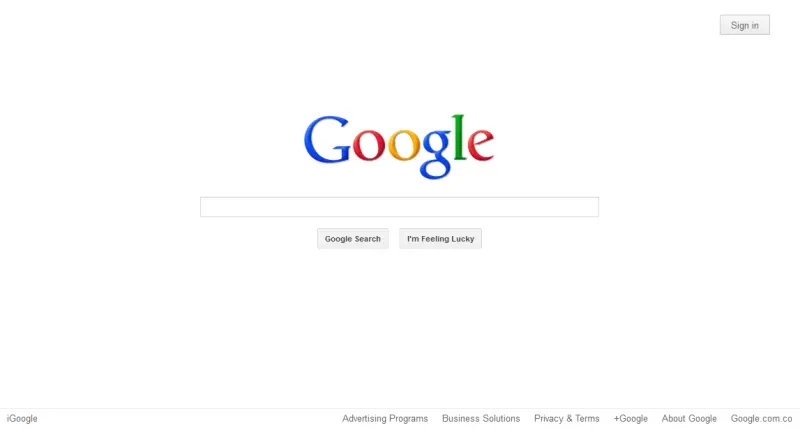 Sign in
Google
Google Search I'm Feeling Lucky
iGoogle Advertising Programs Business Solutions Privacy & Terms +Google About Google Google.com.co